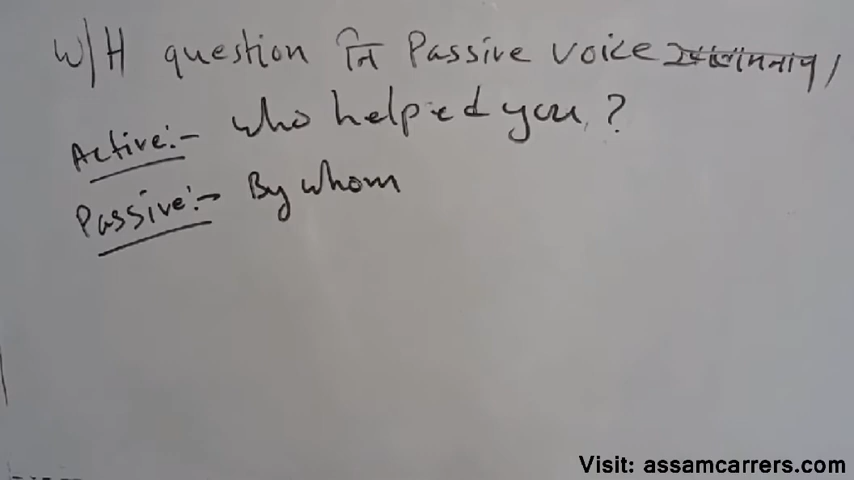 W/H question नि Passive voice
Active:- who helped you ?
Passive:- By whom
Visit: assamcarrers.com